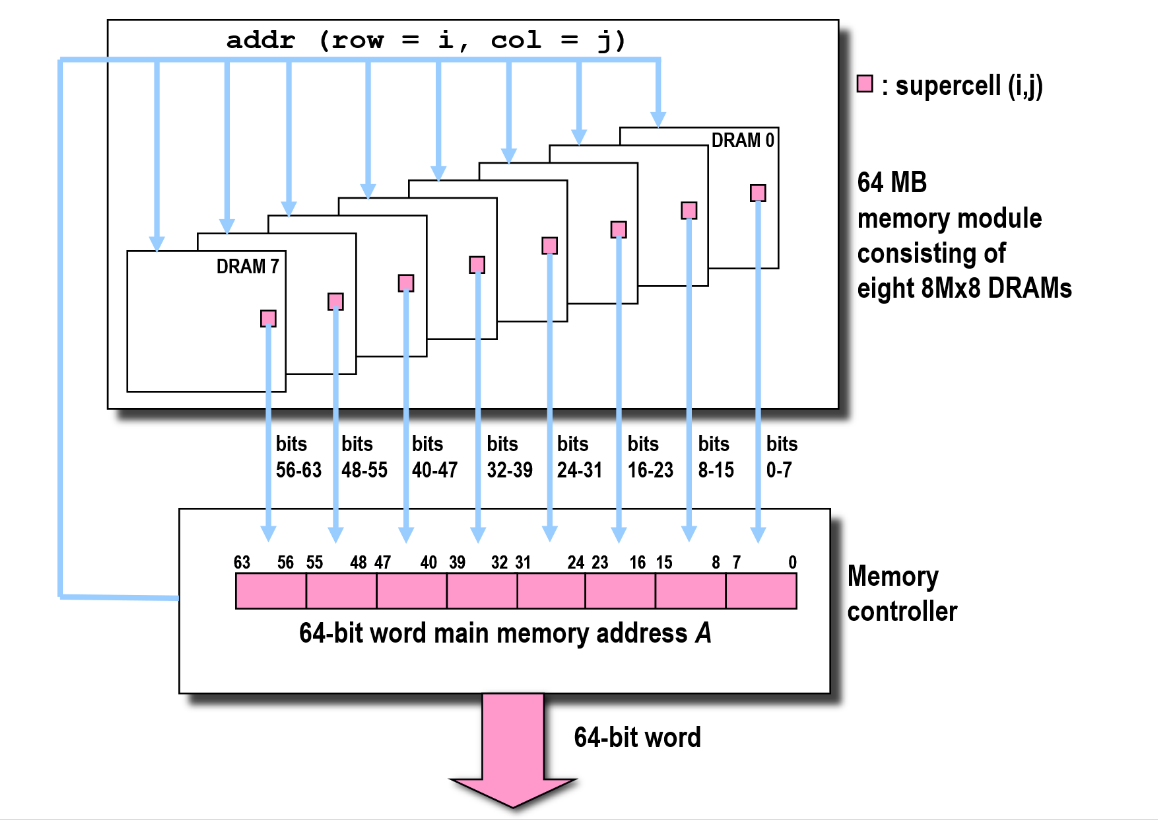 addr (row = i, col = j)
: supercell (i,j)
DRAM 0
64 MB
memory module
consisting of
eight 8Mx8 DRAMs
DRAM 7
bits
56-63
bits
48-55
bits
40-47
bits
32-39
bits
24-31
bits
16-23
bits
8-15
bits
0-7
63 56 55 48 47 40 39 32 31 24 23 16 15 8 7 0
64-bit word main memory address A
Memory
controller
64-bit word